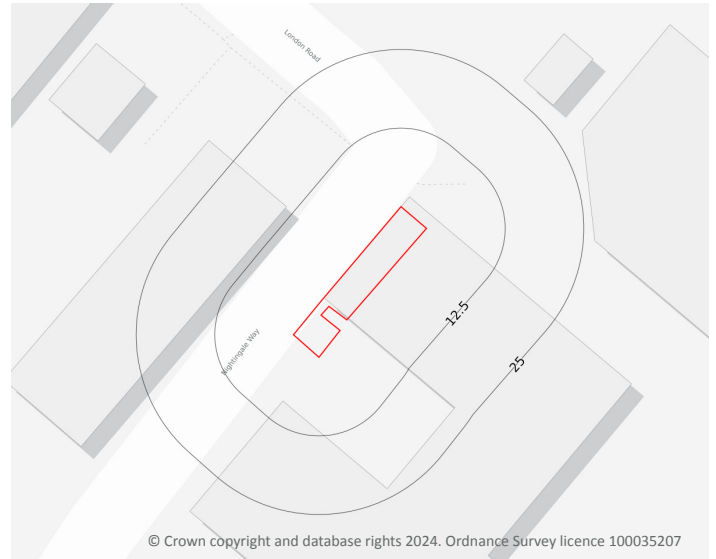 London Road
Nightingale Way
12.5
25
© Crown copyright and database rights 2024. Ordnance Survey licence 100035207